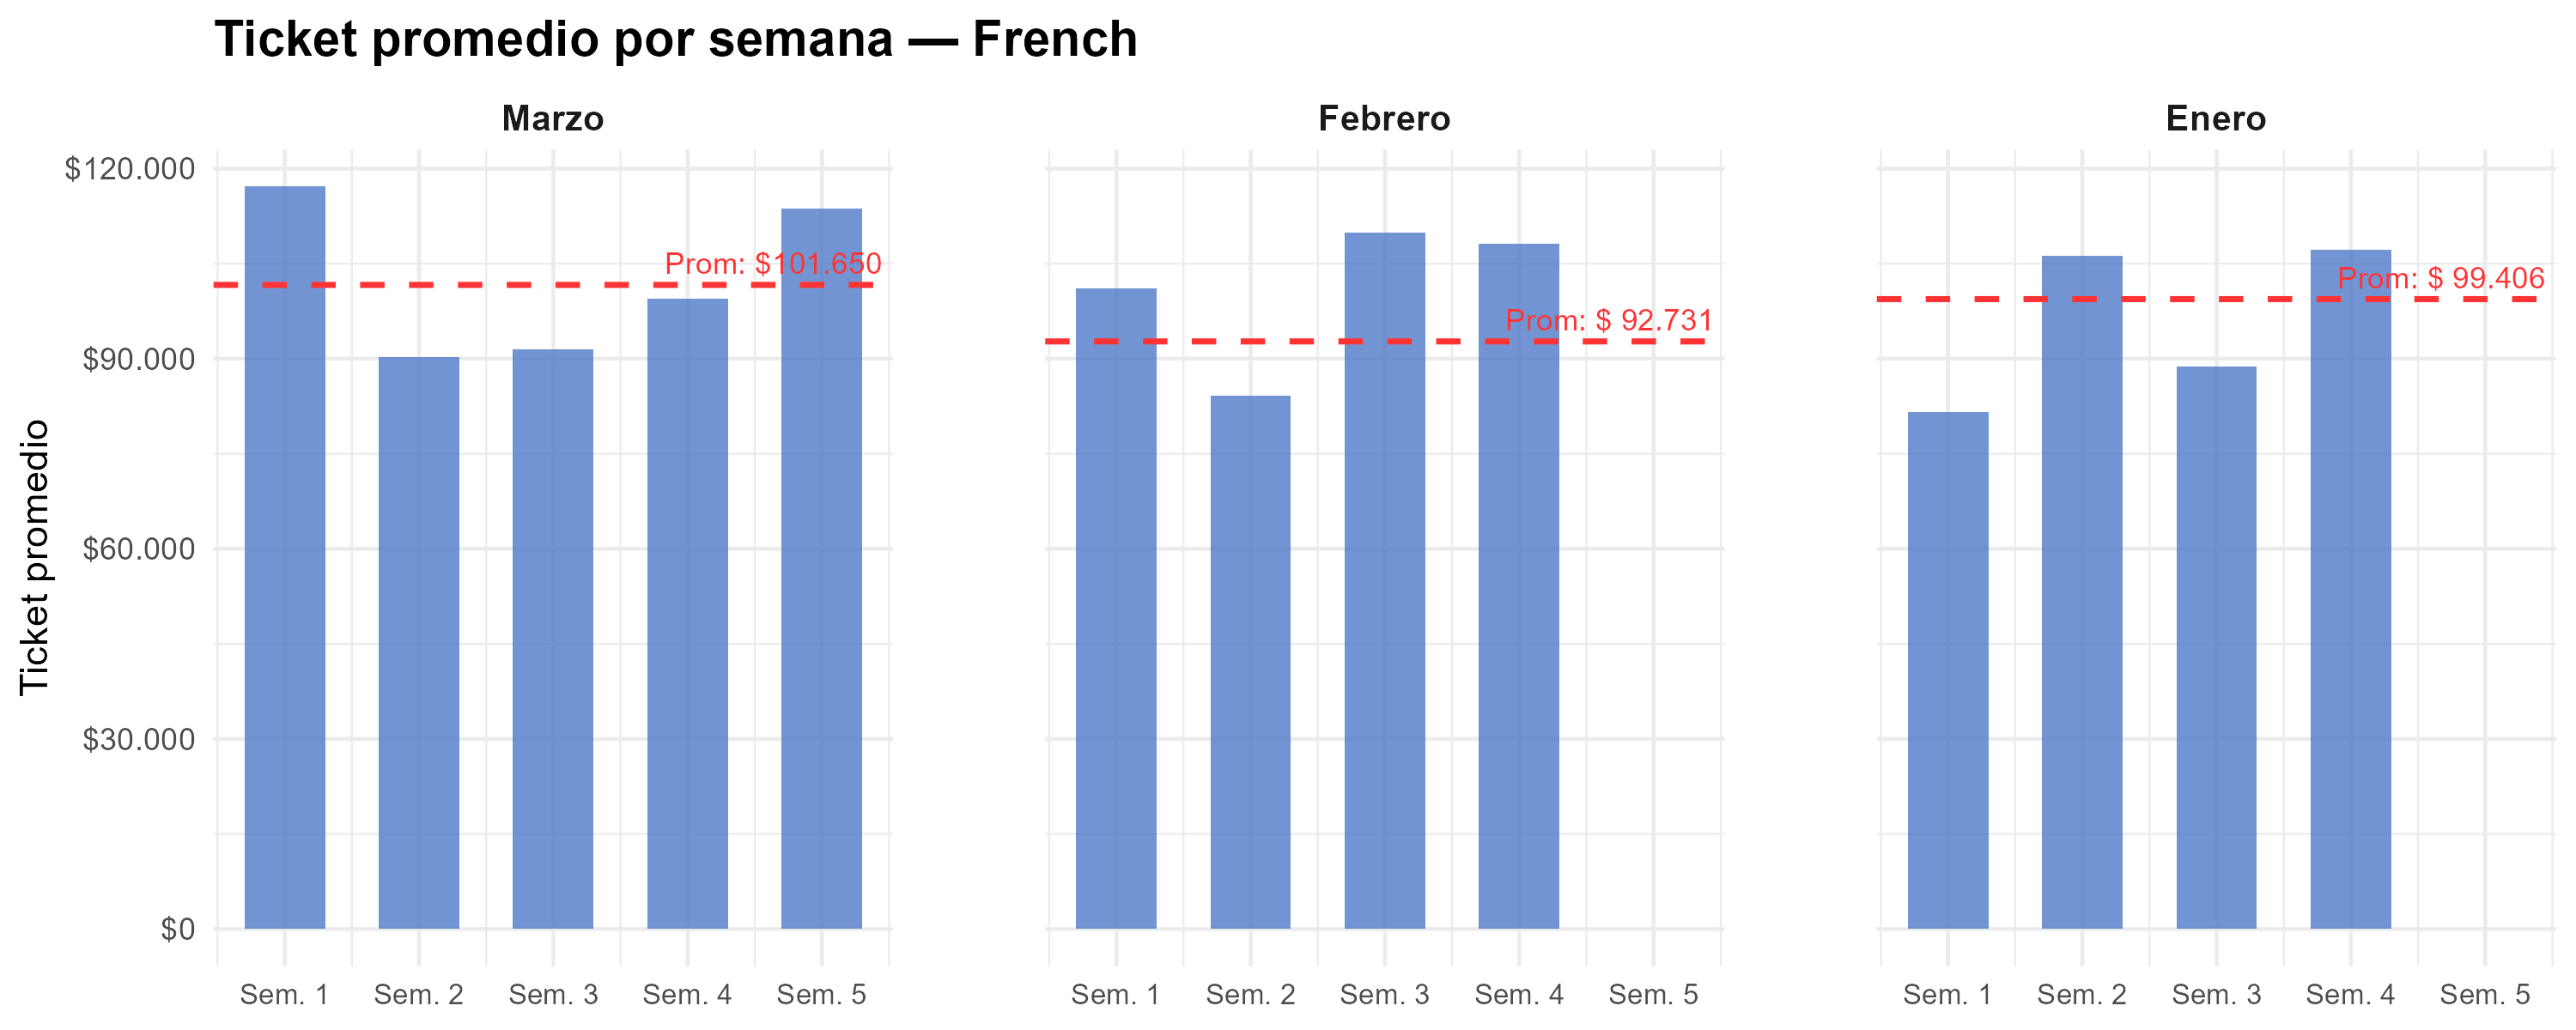 Ticket promedio por semana — French
Marzo
Febrero
Enero
Ticket promedio
$120.000
$90.000
$60.000
$30.000
$0
Prom: $101.650
Prom: $ 92.731
Prom: $ 99.406
Sem. 1 Sem. 2 Sem. 3 Sem. 4 Sem. 5
Sem. 1 Sem. 2 Sem. 3 Sem. 4 Sem. 5
Sem. 1 Sem. 2 Sem. 3 Sem. 4 Sem. 5